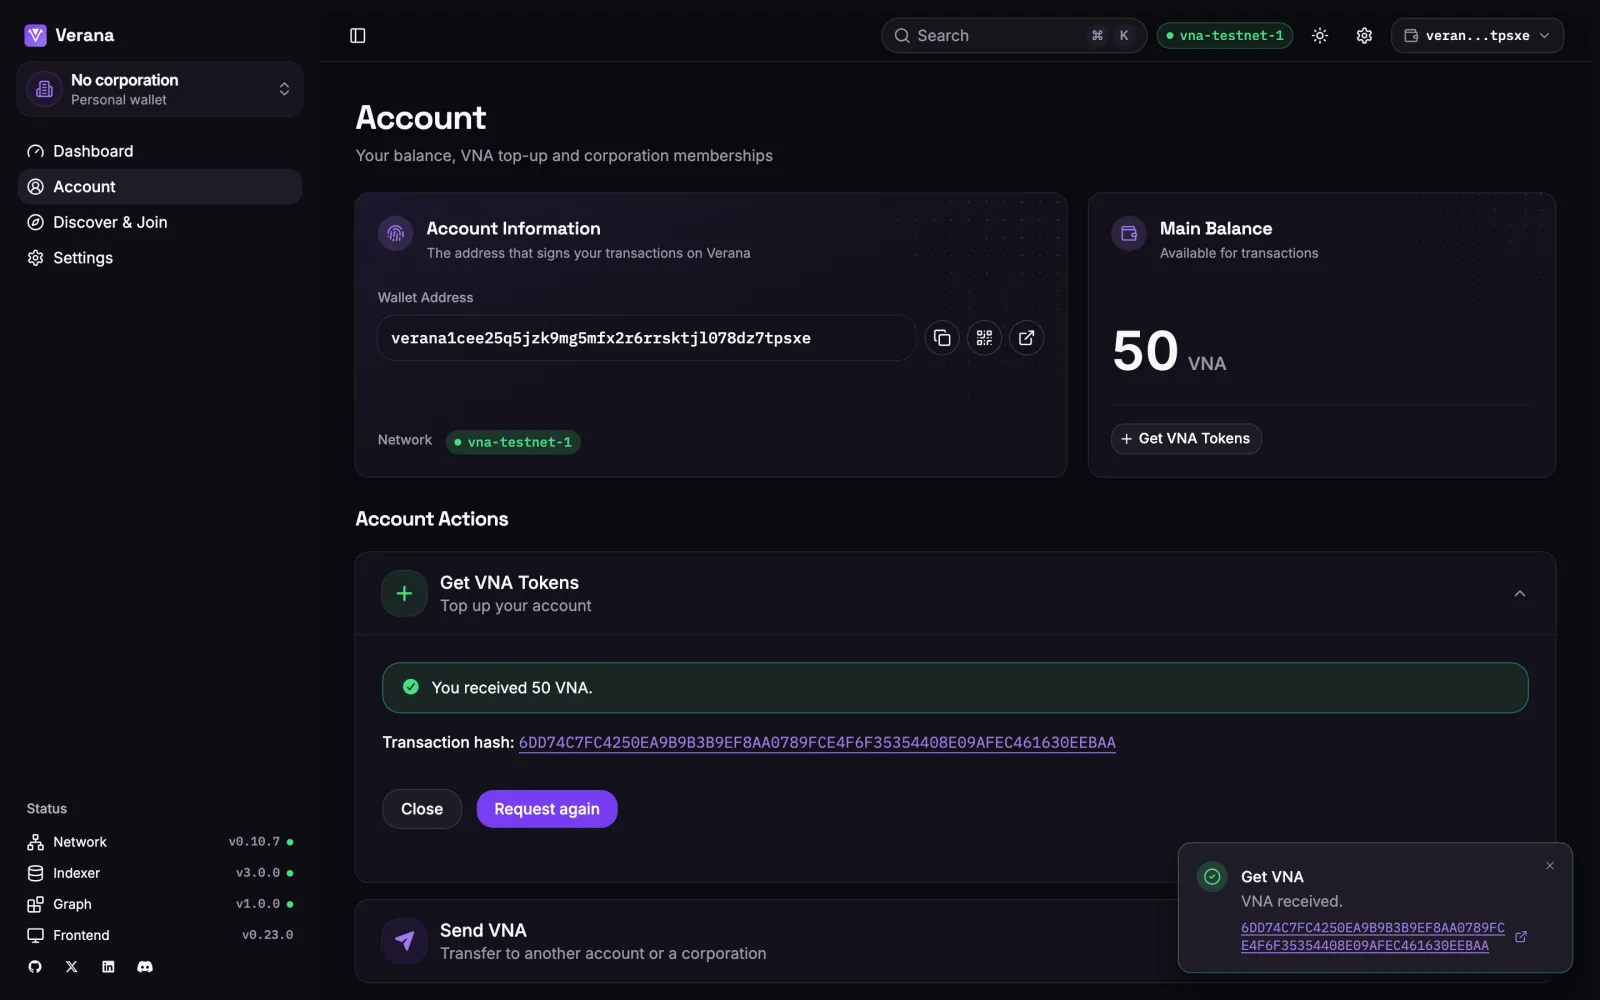 Verana
No corporation
Personal wallet
Dashboard
Account
Discover & Join
Settings
Status
Network v0.10.7
Indexer v3.0.0
Graph v1.0.0
Frontend v0.23.0
Search ⌘ K
vna-testnet-1
veran...tpsxe
Account
Your balance, VNA top-up and corporation memberships
Account Information
The address that signs your transactions on Verana
Wallet Address
verana1cee25q5jzk9mg5mfx2r6rrsktjl078dz7tpsxe
Network vna-testnet-1
Main Balance
Available for transactions
50 VNA
+ Get VNA Tokens
Account Actions
Get VNA Tokens
Top up your account
You received 50 VNA.
Transaction hash: 6DD74C7FC4250EA9B9B3B9EF8AA0789FCE4F6F35354408E09AFEC461630EEBAA
Close
Request again
Send VNA
Transfer to another account or a corporation
Get VNA
VNA received.
6DD74C7FC4250EA9B9B3B9EF8AA0789FC
E4F6F35354408E09AFEC461630EEBAA